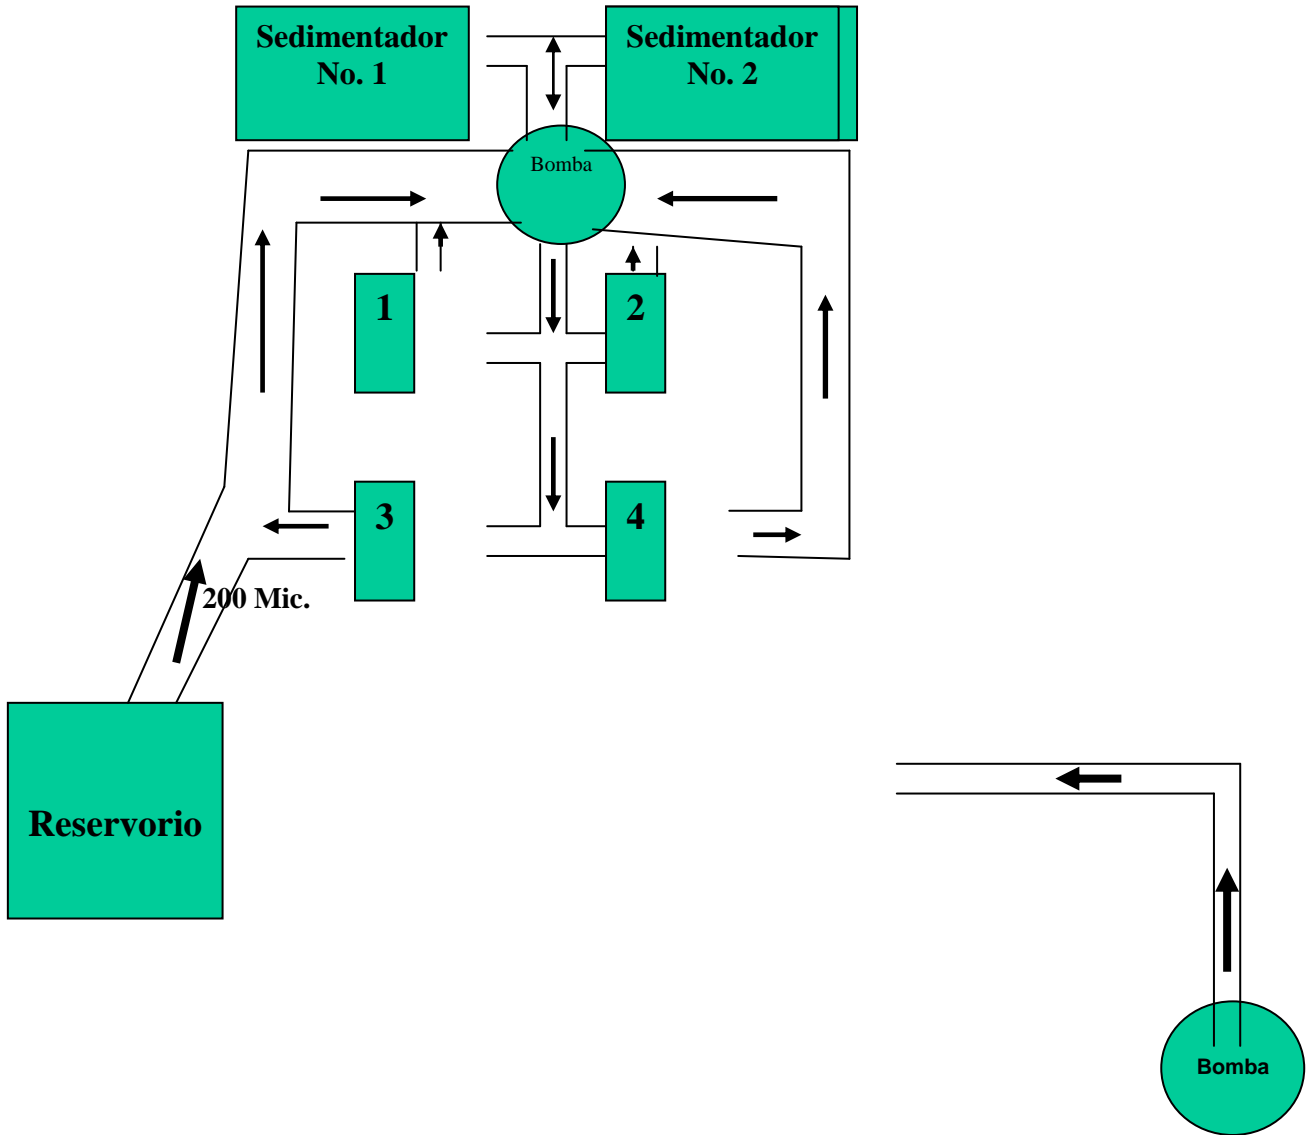 Sedimentador
No. 1
Sedimentador
No. 2
Bomba
1
2
3
4
200 Mic.
Reservorio
Bomba